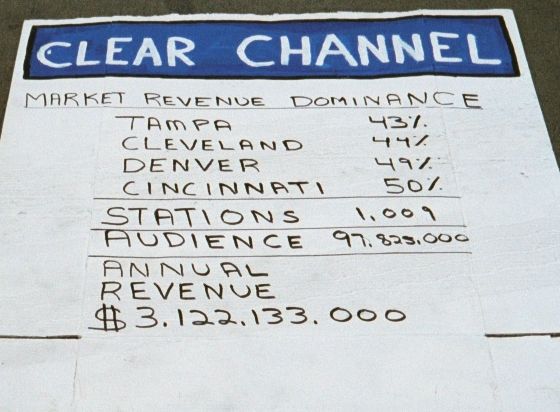 CLEAR CHANNEL
MARKET REVENUE DOMINANCE
TAMPA 43%
CLEVELAND 44%
DENVER 49%
CINCINNATI 50%
STATIONS 1,009
AUDIENCE 97.825,000
ANNUAL
REVENUE
$3.122.133.000